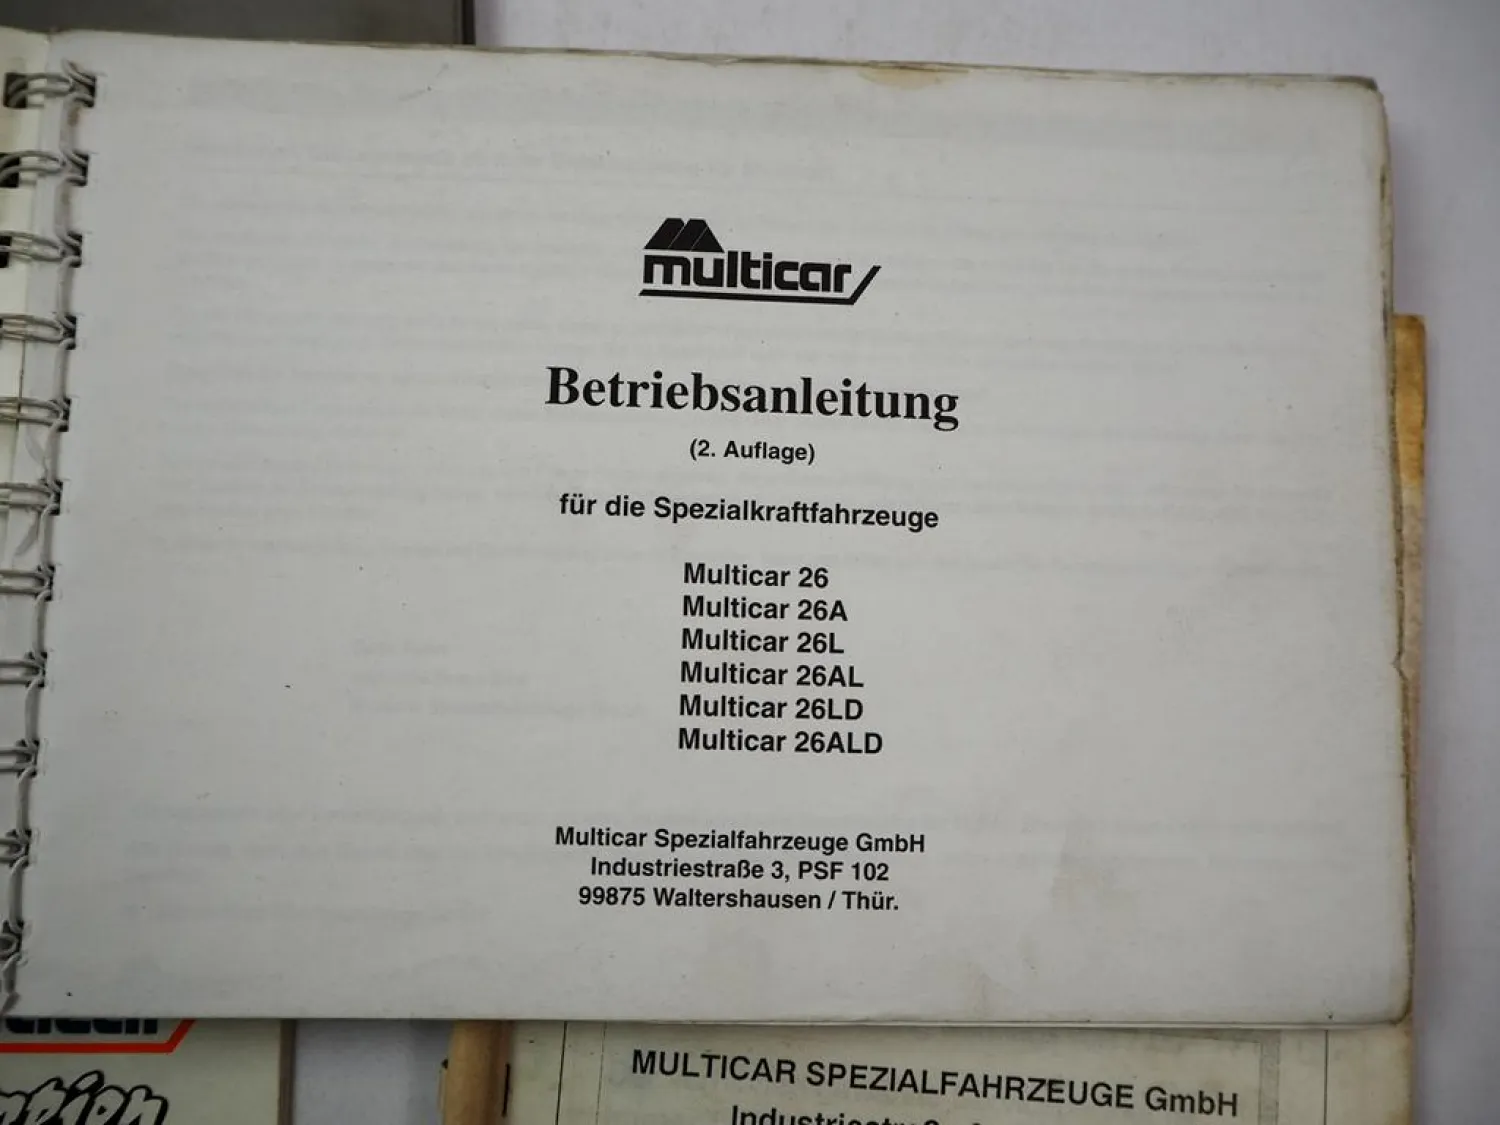 multicar
Betriebsanleitung
(2. Auflage)
für die Spezialkraftfahrzeuge
Multicar 26
Multicar 26A
Multicar 26L
Multicar 26AL
Multicar 26LD
Multicar 26ALD
Multicar Spezialfahrzeuge GmbH
Industriestraße 3, PSF 102
99875 Waltershausen / Thür.
MULTICAR SPEZIALFAHRZEUGE GmbH